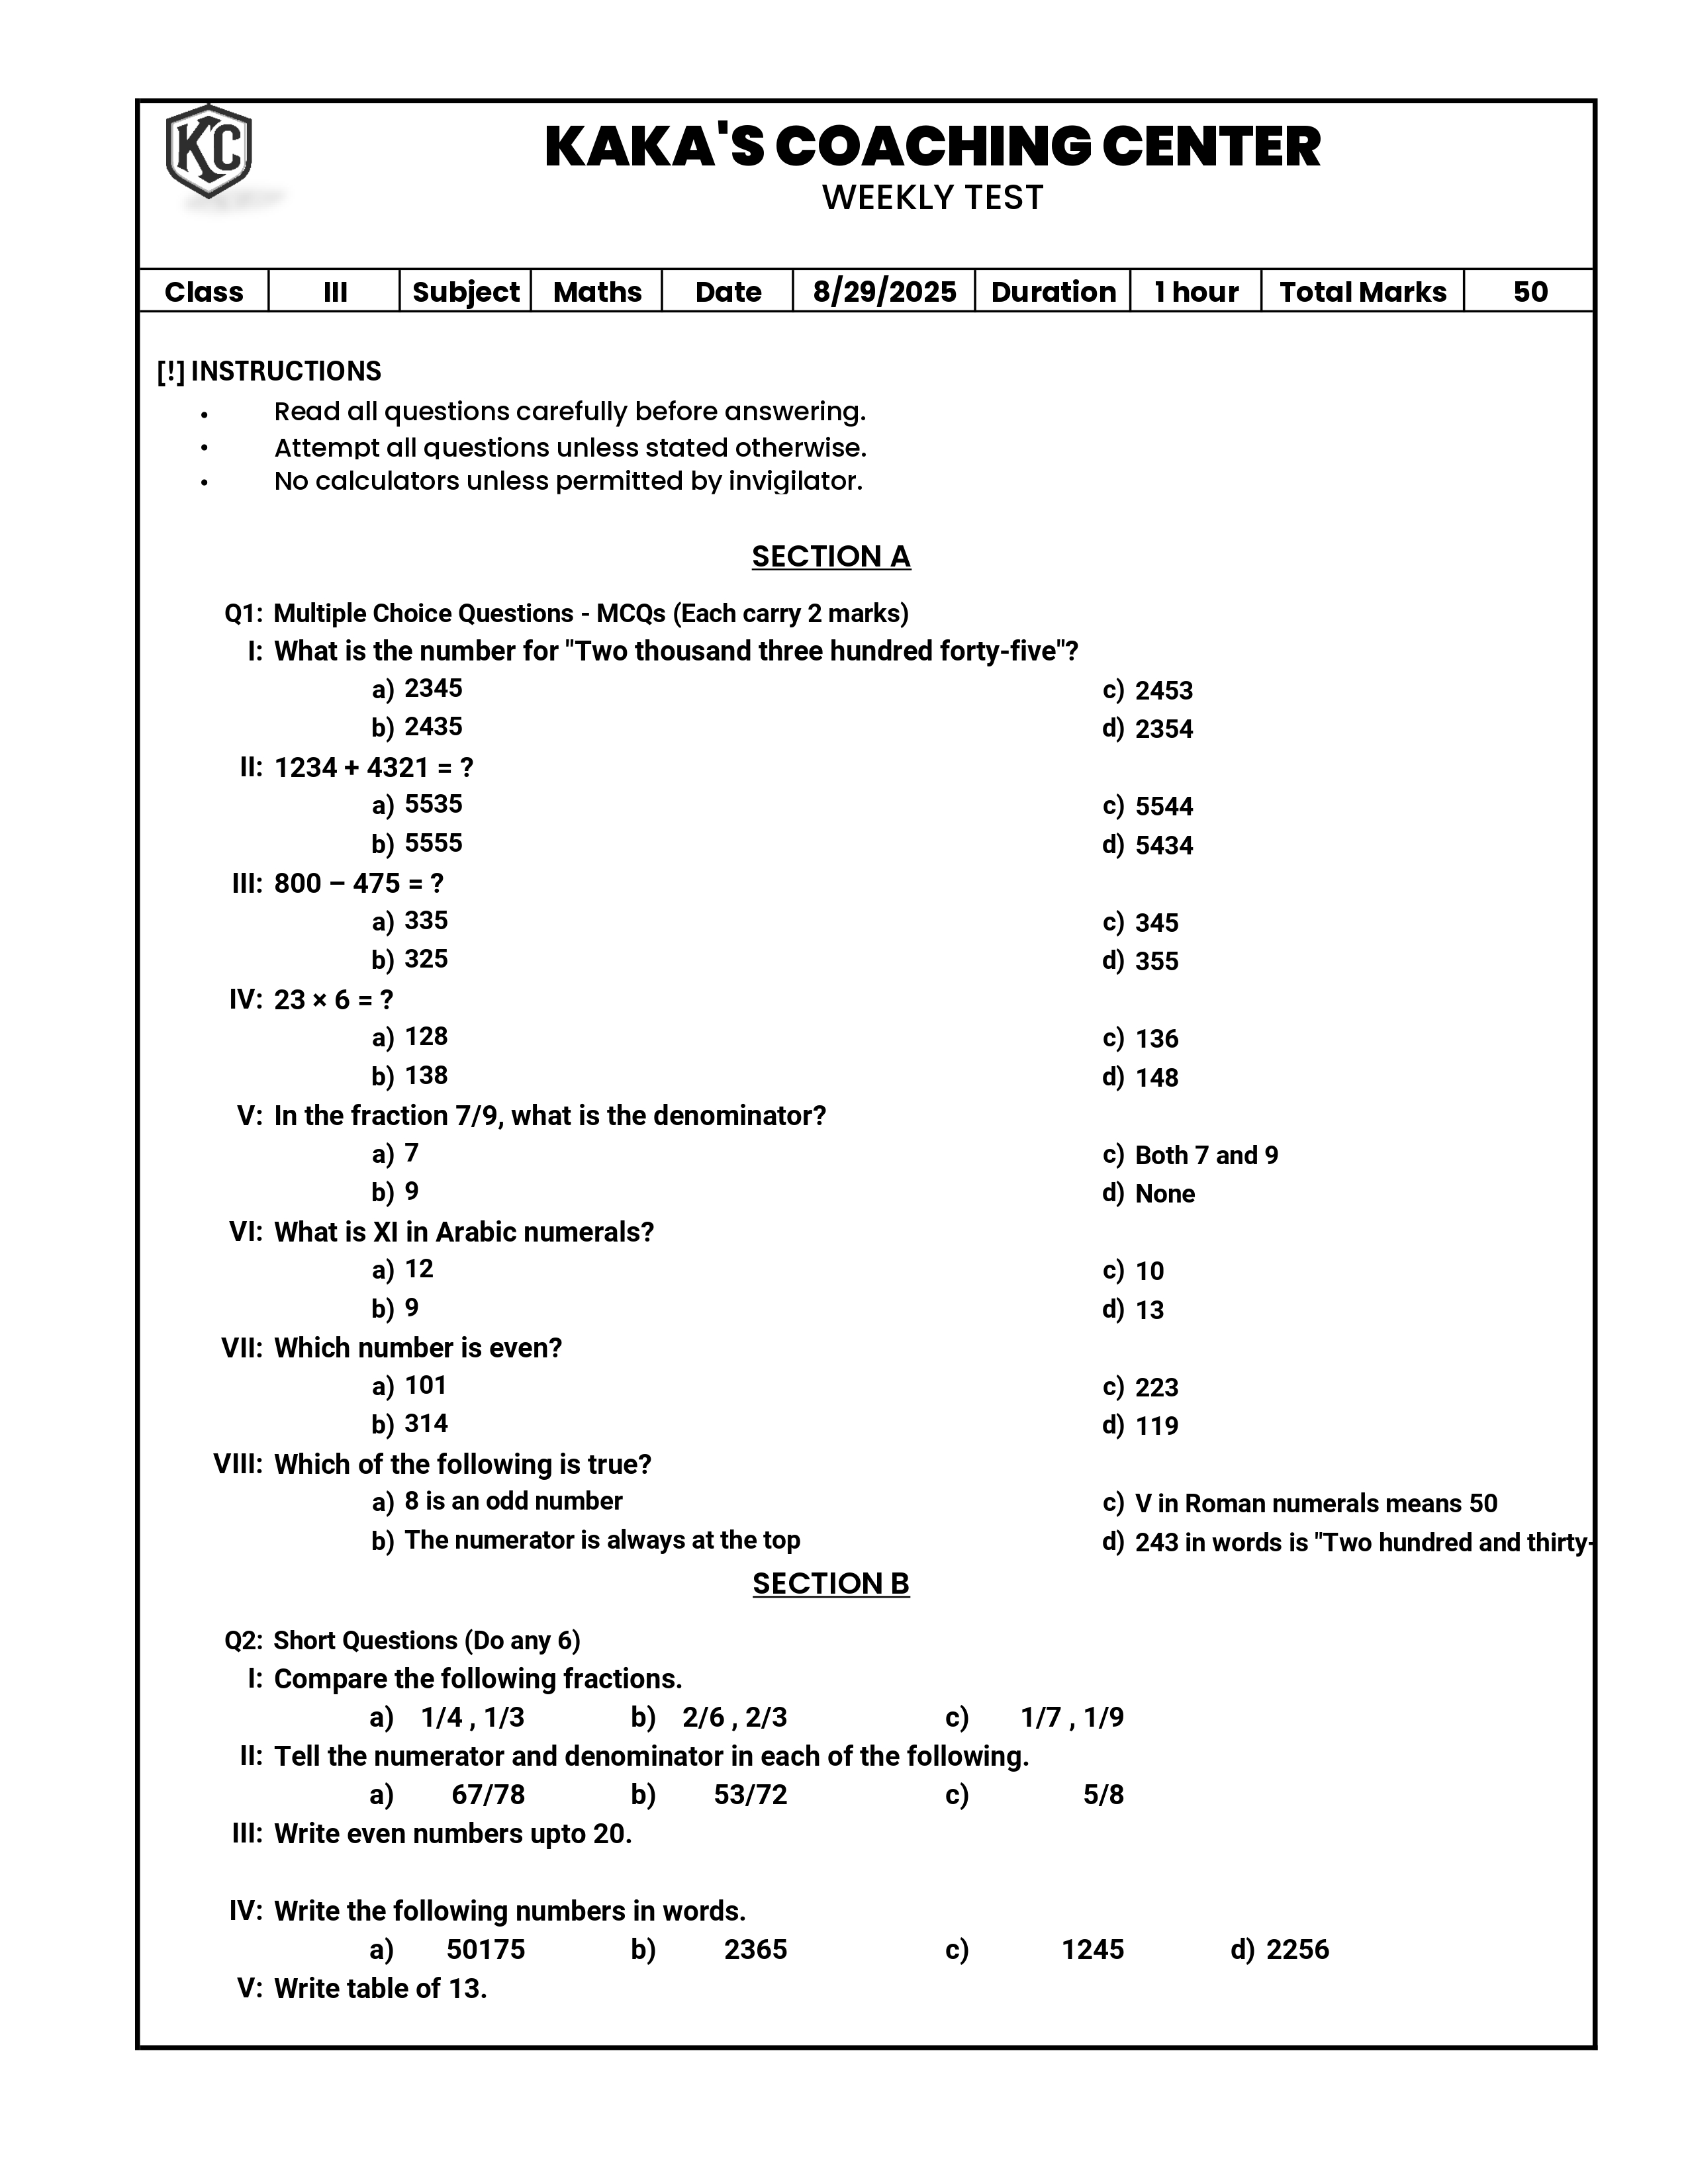 KC
KAKA'S COACHING CENTER
WEEKLY TEST
Class III Subject Maths Date 8/29/2025 Duration 1 hour Total Marks 50
[!] INSTRUCTIONS
• Read all questions carefully before answering.
• Attempt all questions unless stated otherwise.
• No calculators unless permitted by invigilator.
SECTION A
Q1: Multiple Choice Questions - MCQs (Each carry 2 marks)
I: What is the number for "Two thousand three hundred forty-five"?
a) 2345 c) 2453
b) 2435 d) 2354
II: 1234 + 4321 = ?
a) 5535 c) 5544
b) 5555 d) 5434
III: 800 – 475 = ?
a) 335 c) 345
b) 325 d) 355
IV: 23 × 6 = ?
a) 128 c) 136
b) 138 d) 148
V: In the fraction 7/9, what is the denominator?
a) 7 c) Both 7 and 9
b) 9 d) None
VI: What is XI in Arabic numerals?
a) 12 c) 10
b) 9 d) 13
VII: Which number is even?
a) 101 c) 223
b) 314 d) 119
VIII: Which of the following is true?
a) 8 is an odd number c) V in Roman numerals means 50
b) The numerator is always at the top d) 243 in words is "Two hundred and thirty-
SECTION B
Q2: Short Questions (Do any 6)
I: Compare the following fractions.
a) 1/4 , 1/3 b) 2/6 , 2/3 c) 1/7 , 1/9
II: Tell the numerator and denominator in each of the following.
a) 67/78 b) 53/72 c) 5/8
III: Write even numbers upto 20.
IV: Write the following numbers in words.
a) 50175 b) 2365 c) 1245 d) 2256
V: Write table of 13.